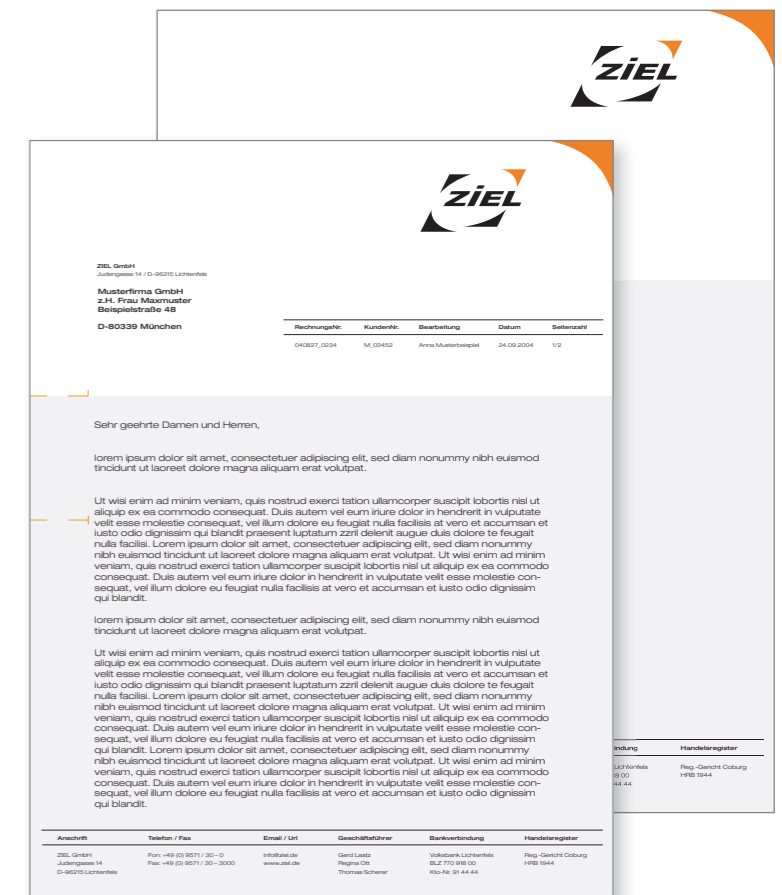 ZIEL
ZIEL
ZIEL GmbH
Judengasse 14 / D-96215 Lichtenfels
Musterfirma GmbH
z.H. Frau Maxmuster
Beispielstraße 48
D-80339 München
RechnungsNr. KundenNr. Bearbeitung Datum Seitenzahl
040827_0234 M_03452 Anna Musterbeispiel 24.09.2004 1/2
Sehr geehrte Damen und Herren,
lorem ipsum dolor sit amet, consectetuer adipiscing elit, sed diam nonummy nibh euismod
tincidunt ut laoreet dolore magna aliquam erat volutpat.
Ut wisi enim ad minim veniam, quis nostrud exerci tation ullamcorper suscipit lobortis nisl ut
aliquip ex ea commodo consequat. Duis autem vel eum iriure dolor in hendrerit in vulputate
velit esse molestie consequat, vel illum dolore eu feugiat nulla facilisis at vero et accumsan et
iusto odio dignissim qui blandit praesent luptatum zzril delenit augue duis dolore te feugait
nulla facilisi. Lorem ipsum dolor sit amet, consectetuer adipiscing elit, sed diam nonummy
nibh euismod tincidunt ut laoreet dolore magna aliquam erat volutpat. Ut wisi enim ad minim
veniam, quis nostrud exerci tation ullamcorper suscipit lobortis nisl ut aliquip ex ea commodo
consequat. Duis autem vel eum iriure dolor in hendrerit in vulputate velit esse molestie con-
sequat, vel illum dolore eu feugiat nulla facilisis at vero et accumsan et iusto odio dignissim
qui blandit.
lorem ipsum dolor sit amet, consectetuer adipiscing elit, sed diam nonummy nibh euismod
tincidunt ut laoreet dolore magna aliquam erat volutpat.
Ut wisi enim ad minim veniam, quis nostrud exerci tation ullamcorper suscipit lobortis nisl ut
aliquip ex ea commodo consequat. Duis autem vel eum iriure dolor in hendrerit in vulputate
velit esse molestie consequat, vel illum dolore eu feugiat nulla facilisis at vero et accumsan et
iusto odio dignissim qui blandit praesent luptatum zzril delenit augue duis dolore te feugait
nulla facilisi. Lorem ipsum dolor sit amet, consectetuer adipiscing elit, sed diam nonummy
nibh euismod tincidunt ut laoreet dolore magna aliquam erat volutpat. Ut wisi enim ad minim
veniam, quis nostrud exerci tation ullamcorper suscipit lobortis nisl ut aliquip ex ea commodo
consequat. Duis autem vel eum iriure dolor in hendrerit in vulputate velit esse molestie con-
sequat, vel illum dolore eu feugiat nulla facilisis at vero et accumsan et iusto odio dignissim
qui blandit. Lorem ipsum dolor sit amet, consectetuer adipiscing elit, sed diam nonummy
nibh euismod tincidunt ut laoreet dolore magna aliquam erat volutpat. Ut wisi enim ad minim
veniam, quis nostrud exerci tation ullamcorper suscipit lobortis nisl ut aliquip ex ea commodo
consequat. Duis autem vel eum iriure dolor in hendrerit in vulputate velit esse molestie con-
sequat, vel illum dolore eu feugiat nulla facilisis at vero et accumsan et iusto odio dignissim
qui blandit.
Anschrift Telefon / Fax Email / Url Geschäftsführer Bankverbindung Handelsregister
ZIEL GmbH Fon: +49 (0) 9571 / 30 – 0 info@ziel.de Gerd Laatz Volksbank Lichtenfels Reg.-Gericht Coburg
Judengasse 14 Fax: +49 (0) 9571 / 30 – 3000 www.ziel.de Regina Ott BLZ 770 918 00 HRB 1944
D-96215 Lichtenfels Thomas Scherer Kto-Nr. 91 44 44
indung Handelsregister
Lichtenfels Reg.-Gericht Coburg
18 00 HRB 1944
44 44